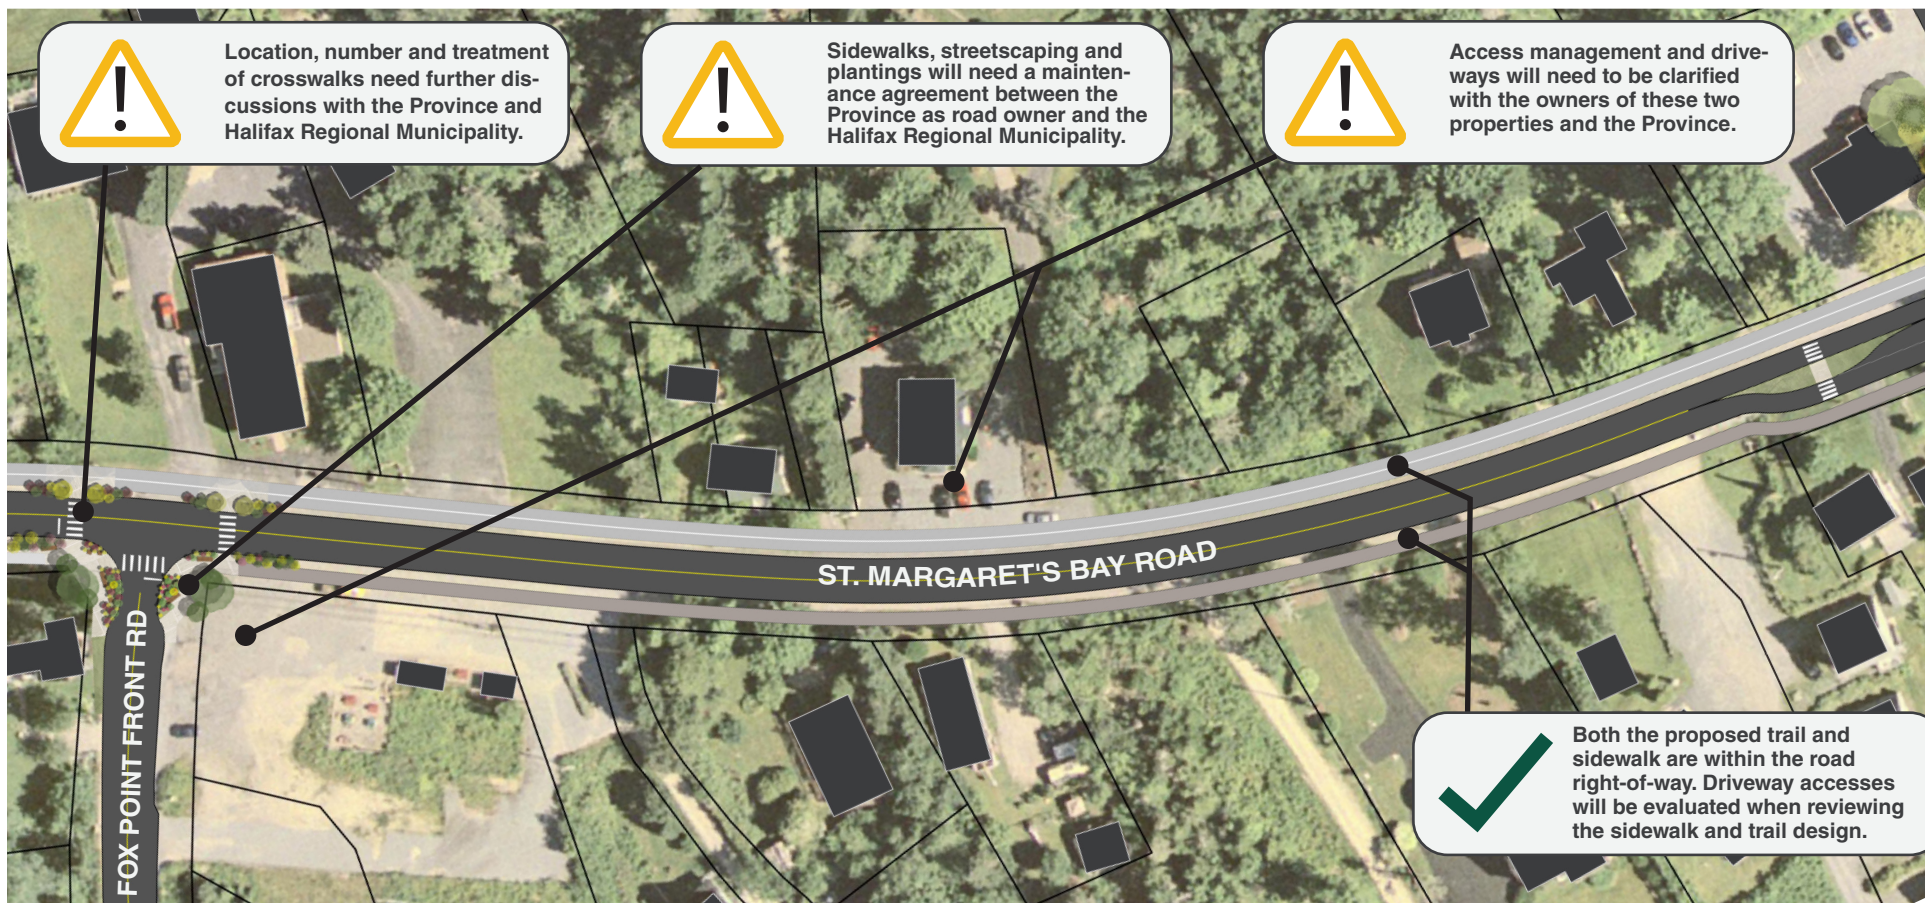 Location, number and treatment
of crosswalks need further dis-
cussions with the Province and
Halifax Regional Municipality.
Sidewalks, streetscaping and
plantings will need a mainten-
ance agreement between the
Province as road owner and the
Halifax Regional Municipality.
Access management and drive-
ways will need to be clarified
with the owners of these two
properties and the Province.
ST. MARGARET'S BAY ROAD
FOX POINT FRONT RD
Both the proposed trail and
sidewalk are within the road
right-of-way. Driveway accesses
will be evaluated when reviewing
the sidewalk and trail design.